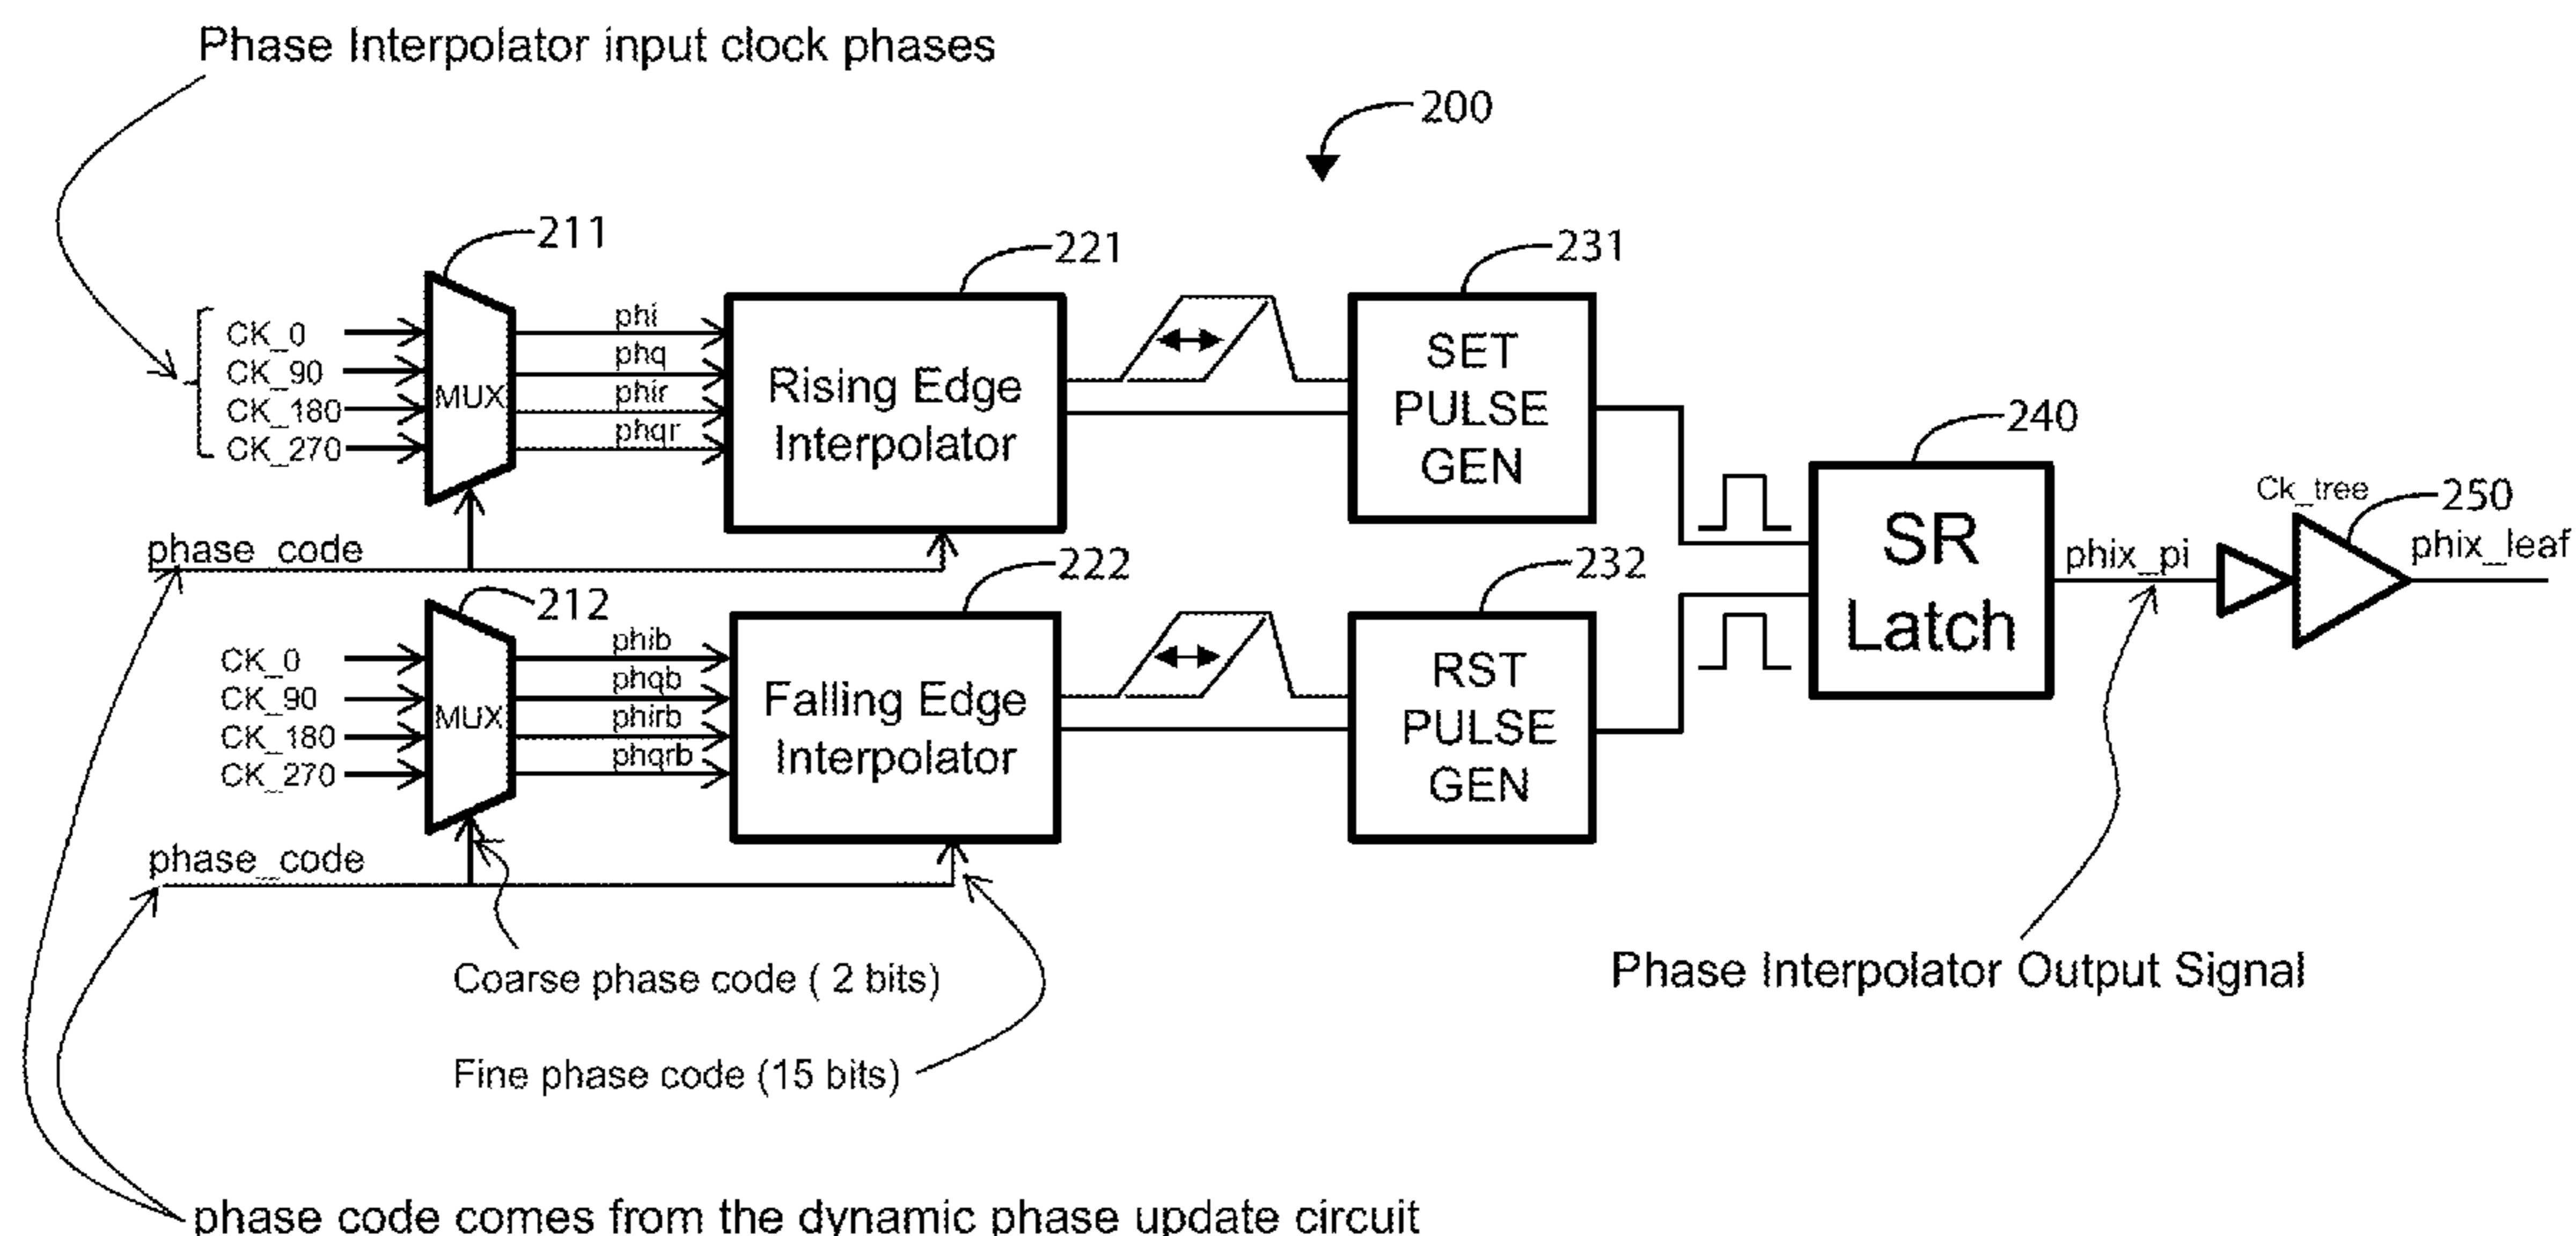 Phase Interpolator input clock phases
200
211
221
231
CK_0
CK_90
CK_180
CK_270
MUX
phi
phq
phir
phqr
Rising Edge
Interpolator
SET
PULSE
GEN
phase_code
240
SR
Latch
Ck_tree
250
phix_pi
phix_leaf
212
222
232
CK_0
CK_90
CK_180
CK_270
MUX
phib
phqb
phirb
phqrb
Falling Edge
Interpolator
RST
PULSE
GEN
phase_code
Coarse phase code ( 2 bits)
Fine phase code (15 bits)
Phase Interpolator Output Signal
phase code comes from the dynamic phase update circuit